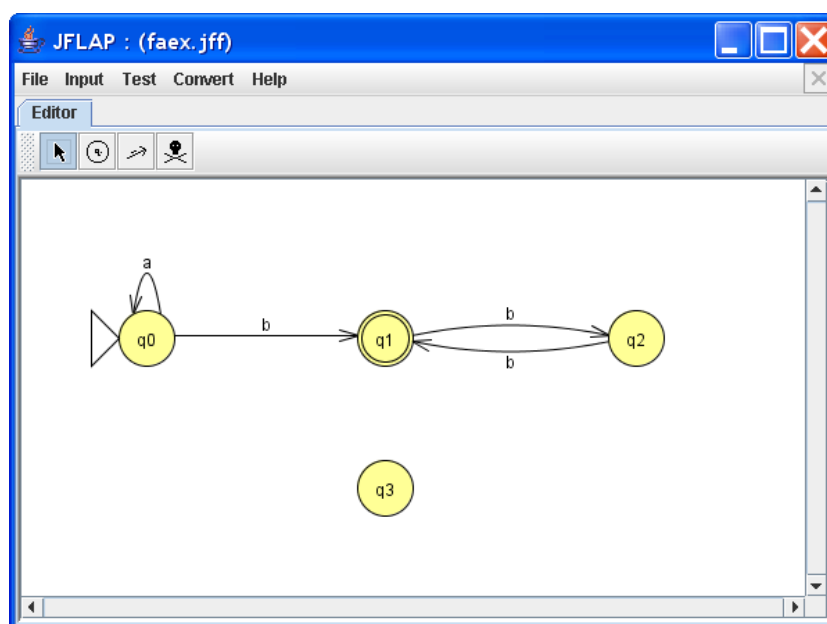 JFLAP : (faex.jff)
File Input Test Convert Help
Editor
a
b
b
q0
q1
q2
b
q3